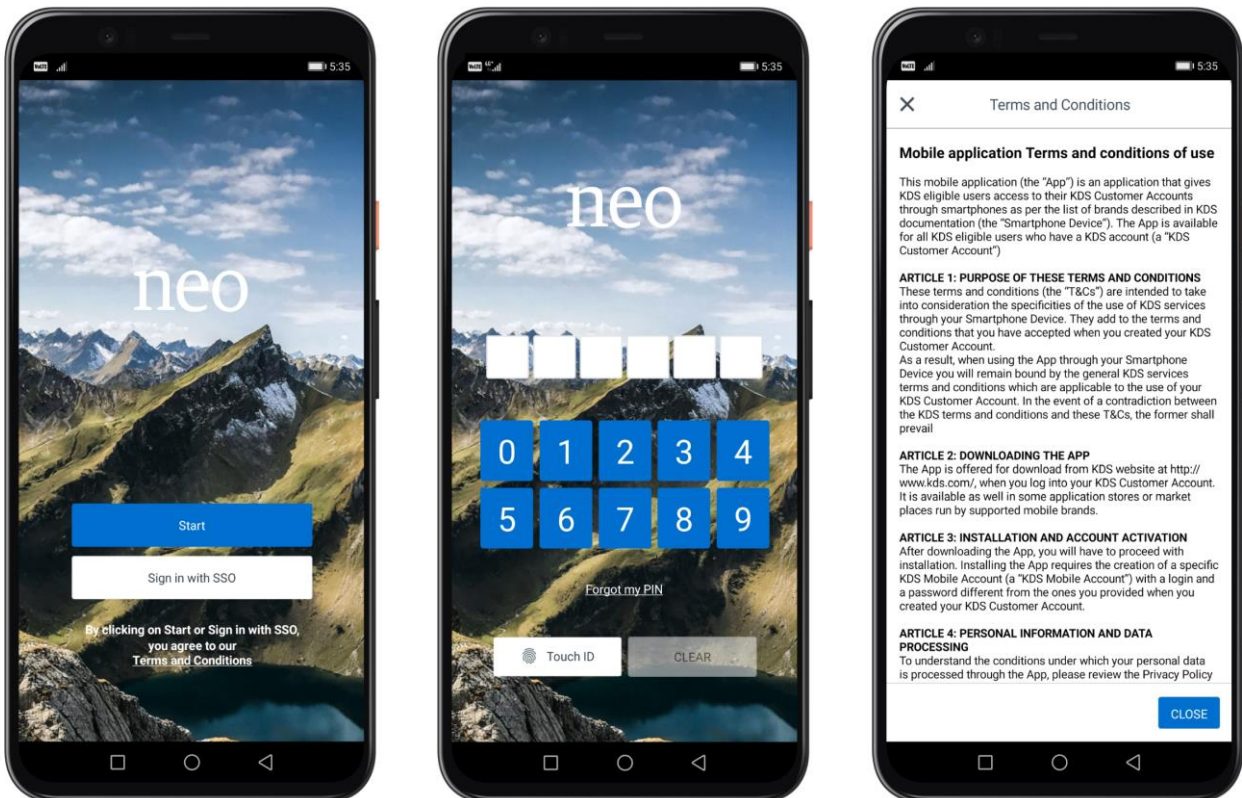 5:35
neo
Start
Sign in with SSO
By clicking on Start or Sign in with SSO,
you agree to our
Terms and Conditions
5:35
neo
0 1 2 3 4
5 6 7 8 9
Forgot my PIN
Touch ID
CLEAR
5:35
Terms and Conditions
Mobile application Terms and conditions of use
This mobile application (the “App”) is an application that gives
KDS eligible users access to their KDS Customer Accounts
through smartphones as per the list of brands described in KDS
documentation (the “Smartphone Device”). The App is available
for all KDS eligible users who have a KDS account (a “KDS
Customer Account”)
ARTICLE 1: PURPOSE OF THESE TERMS AND CONDITIONS
These terms and conditions (the “T&Cs”) are intended to take
into consideration the specificities of the use of KDS services
through your Smartphone Device. They add to the terms and
conditions that you have accepted when you created your KDS
Customer Account.
As a result, when using the App through your Smartphone
Device you will remain bound by the general KDS services
terms and conditions which are applicable to the use of your
KDS Customer Account. In the event of a contradiction between
the KDS terms and conditions and these T&Cs, the former shall
prevail
ARTICLE 2: DOWNLOADING THE APP
The App is offered for download from KDS website at http://
www.kds.com/, when you log into your KDS Customer Account.
It is available as well in some application stores or market
places run by supported mobile brands.
ARTICLE 3: INSTALLATION AND ACCOUNT ACTIVATION
After downloading the App, you will have to proceed with
installation. Installing the App requires the creation of a specific
KDS Mobile Account (a “KDS Mobile Account”) with a login and
a password different from the ones you provided when you
created your KDS Customer Account.
ARTICLE 4: PERSONAL INFORMATION AND DATA
PROCESSING
To understand the conditions under which your personal data
is processed through the App, please review the Privacy Policy
CLOSE